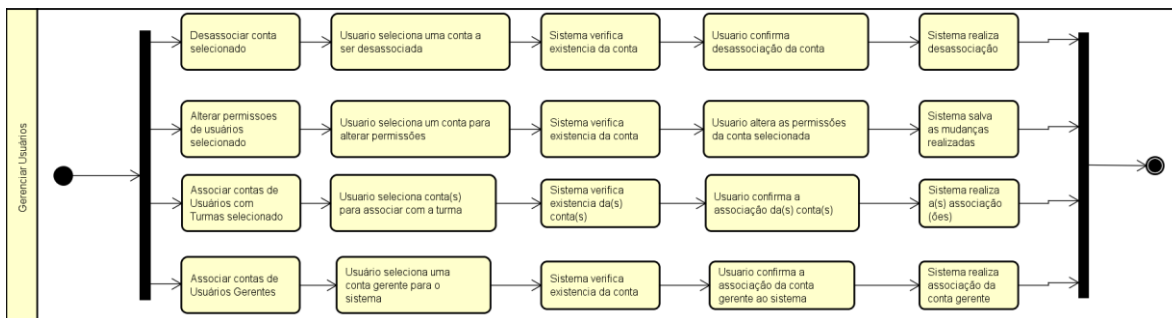 Gerenciar Usuários
Desassociar conta
selecionado
Usuario seleciona uma conta a
ser desassociada
Sistema verifica
existencia da conta
Usuario confirma
desassociação da conta
Sistema realiza
desassociação
Alterar permissoes
de usuários
selecionado
Usuario seleciona um conta para
alterar permissões
Sistema verifica
existencia da conta
Usuario altera as permissões
da conta selecionada
Sistema salva
as mudanças
realizadas
Associar contas de
Usuários com
Turmas selecionado
Usuario seleciona conta(s)
para associar com a turma
Sistema verifica
existencia da(s)
conta(s)
Usuario confirma a
associação da(s) conta(s)
Sistema realiza
a(s) associação
(ões)
Associar contas de
Usuários Gerentes
Usuário seleciona uma
conta gerente para o
sistema
Sistema verifica
existencia da conta
Usuario confirma a
associação da conta
gerente ao sistema
Sistema realiza
associação da
conta gerente